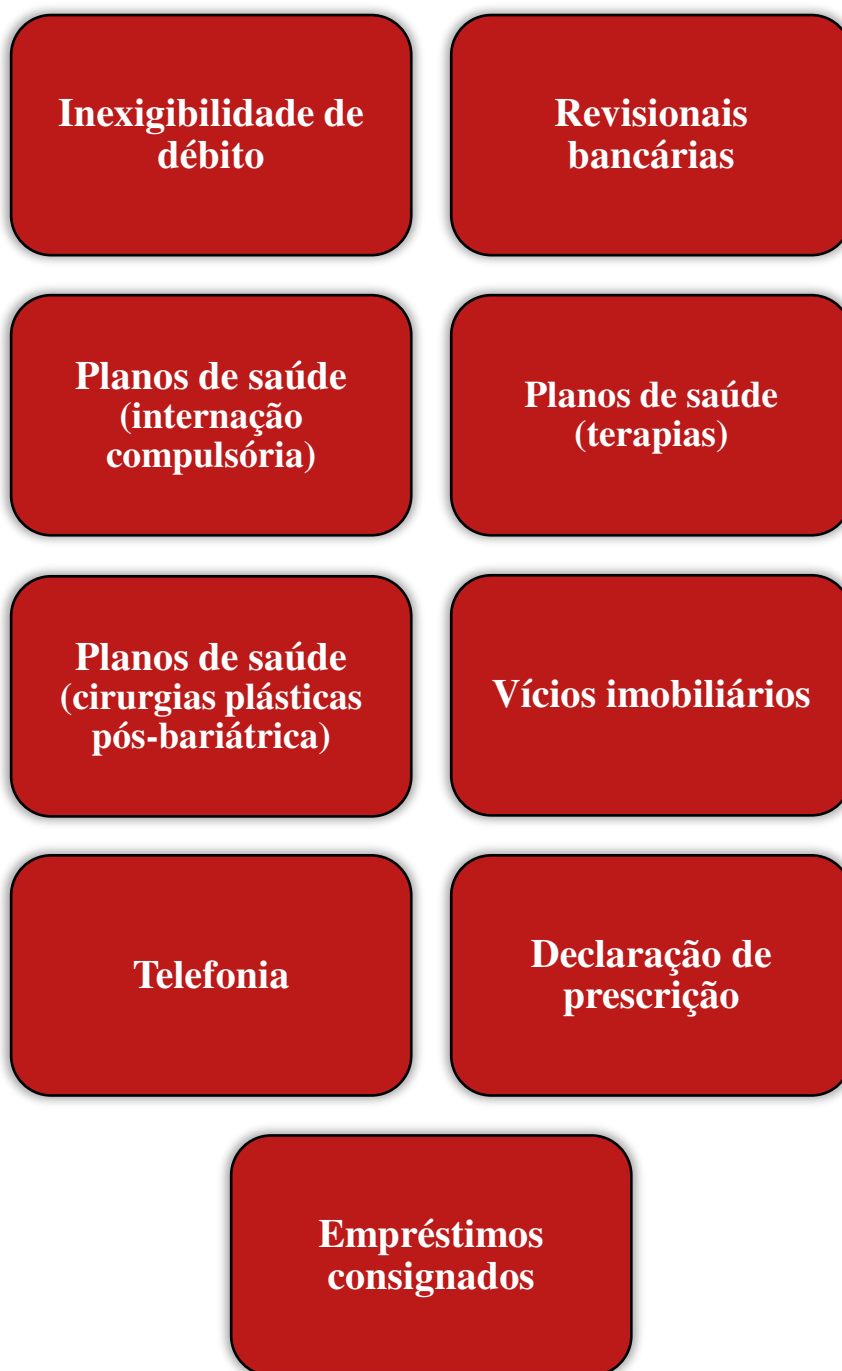 Inexigibilidade de
débito
Revisionais
bancárias
Planos de saúde
(internação
compulsória)
Planos de saúde
(terapias)
Planos de saúde
(cirurgias plásticas
pós-bariátrica)
Vícios imobiliários
Telefonia
Declaração de
prescrição
Empréstimos
consignados